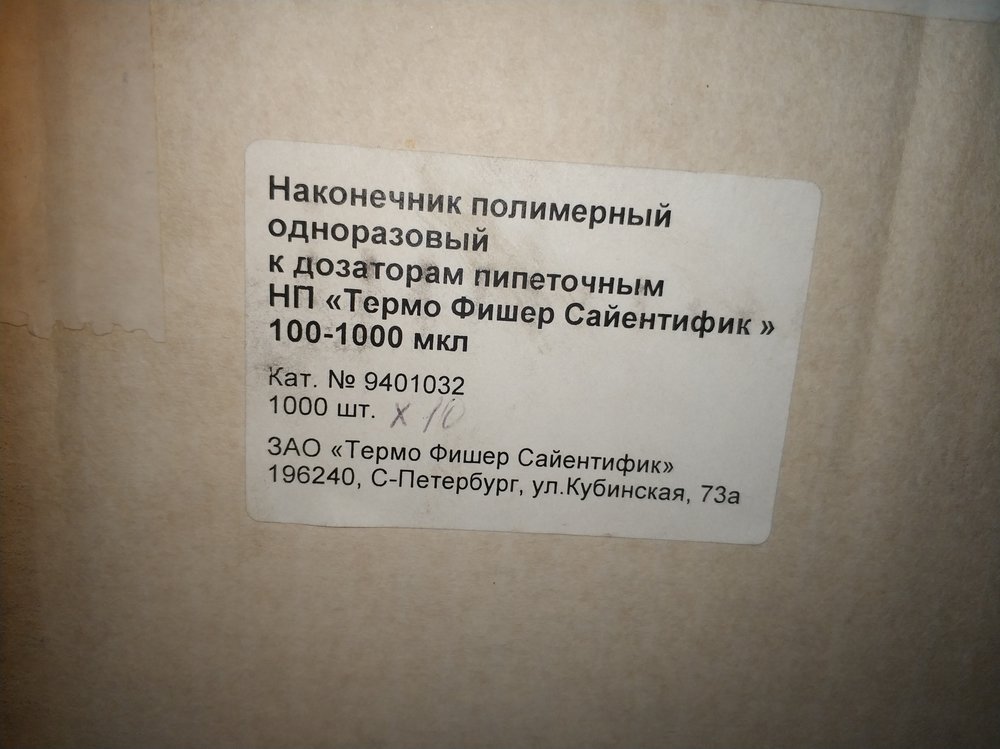 Наконечник полимерный
одноразовый
к дозаторам пипеточным
НП «Термо Фишер Сайентифик »
100-1000 мкл
Кат. № 9401032
1000 шт. х 10
ЗАО «Термо Фишер Сайентифик»
196240, С-Петербург, ул.Кубинская, 73а